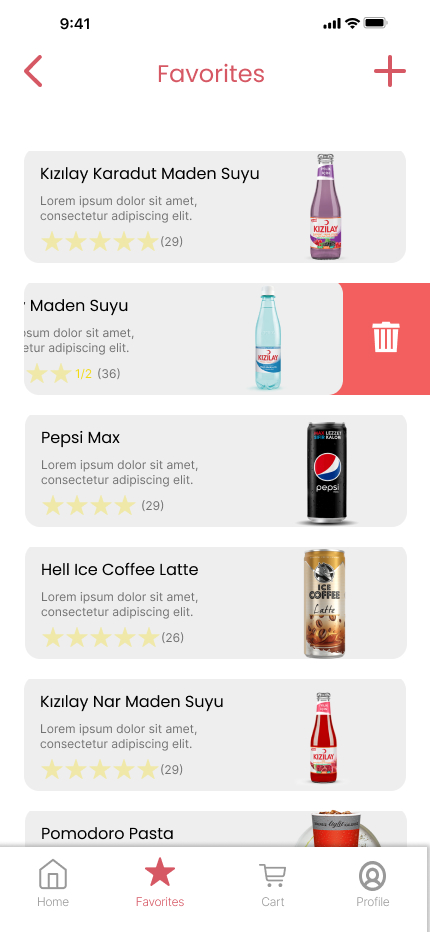 9:41
Favorites
Kızılay Karadut Maden Suyu
Lorem ipsum dolor sit amet,
consectetur adipiscing elit.
(29)
KIZILAY
Maden Suyu
sum dolor sit amet,
etur adipiscing elit.
1/2 (36)
KIZILAY
Pepsi Max
Lorem ipsum dolor sit amet,
consectetur adipiscing elit.
(29)
MAX LEZZET
SIFIR KALORİ
pepsi
Hell Ice Coffee Latte
Lorem ipsum dolor sit amet,
consectetur adipiscing elit.
(26)
ICE
COFFEE
Latte
Kızılay Nar Maden Suyu
Lorem ipsum dolor sit amet,
consectetur adipiscing elit.
(29)
KIZILAY
Pomodoro Pasta
light
Home
Favorites
Cart
Profile